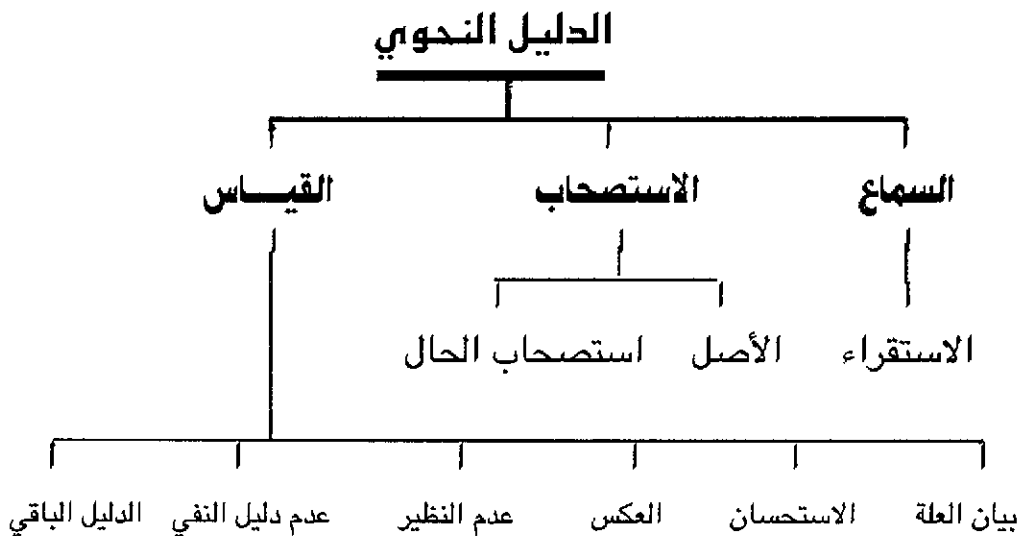 الدليل النحوي
السماع الاستصحاب القيـــاس
الاستقراء الأصل استصحاب الحال
بيان العلة الاستحسان العكس عدم النظير عدم دليل النفي الدليل الباقي